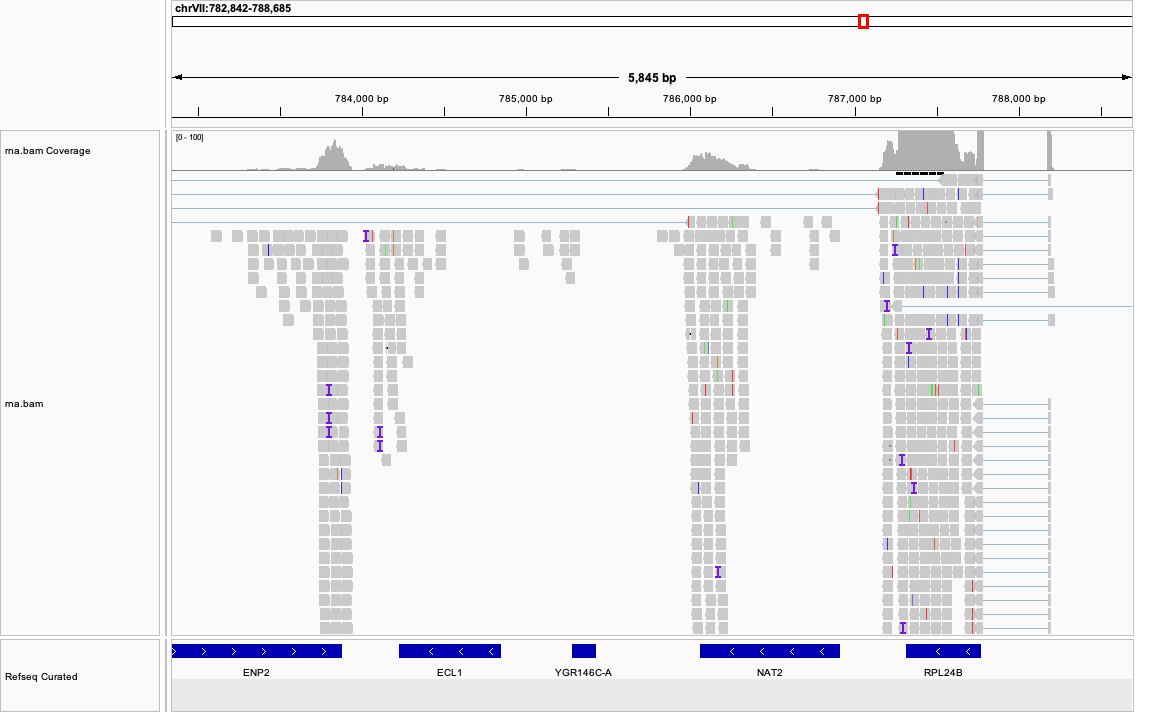 chrVII:782,842-788,685
5,845 bp
784,000 bp 785,000 bp 786,000 bp 787,000 bp 788,000 bp
rna.bam Coverage
[0 - 100]
rna.bam
Refseq Curated
ENP2 ECL1 YGR146C-A NAT2 RPL24B